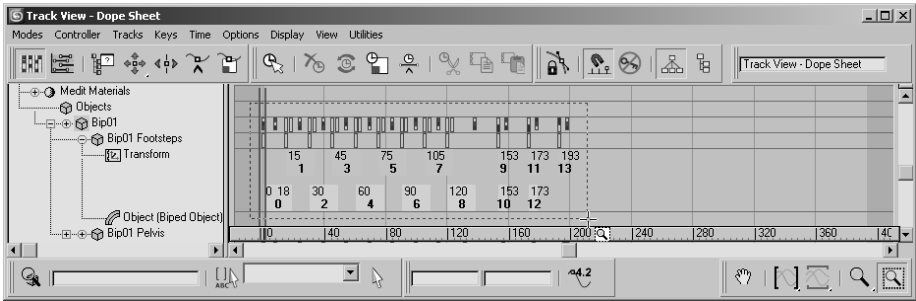 Track View - Dope Sheet
Modes Controller Tracks Keys Time Options Display View Utilities
Track View - Dope Sheet
Medit Materials
Objects
Bip01
Bip01 Footsteps
Transform
15 45 75 105 153 173 193
1 3 5 7 9 11 13
0 18 30 60 90 120 153 173
0 2 4 6 8 10 12
Object (Biped Object)
Bip01 Pelvis
0 40 80 120 160 200 240 280 320 360 40
ABC
4.2